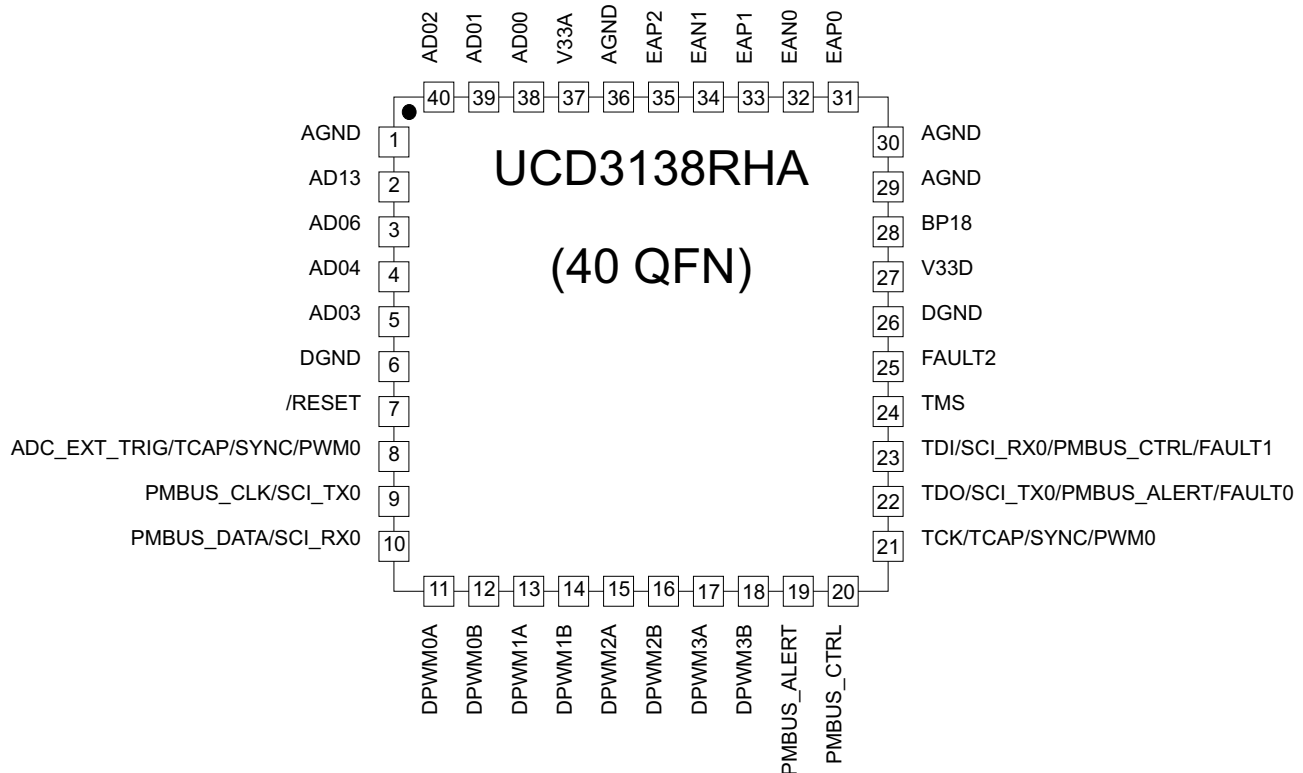 AD02
AD01
AD00
V33A
AGND
EAP2
EAN1
EAP1
EAN0
EAP0
40
39
38
37
36
35
34
33
32
31
UCD3138RHA
(40 QFN)
AGND 1
AD13 2
AD06 3
AD04 4
AD03 5
DGND 6
/RESET 7
ADC_EXT_TRIG/TCAP/SYNC/PWM0 8
PMBUS_CLK/SCI_TX0 9
PMBUS_DATA/SCI_RX0 10
30 AGND
29 AGND
28 BP18
27 V33D
26 DGND
25 FAULT2
24 TMS
23 TDI/SCI_RX0/PMBUS_CTRL/FAULT1
22 TDO/SCI_TX0/PMBUS_ALERT/FAULT0
21 TCK/TCAP/SYNC/PWM0
11
12
13
14
15
16
17
18
19
20
DPWM0A
DPWM0B
DPWM1A
DPWM1B
DPWM2A
DPWM2B
DPWM3A
DPWM3B
PMBUS_ALERT
PMBUS_CTRL